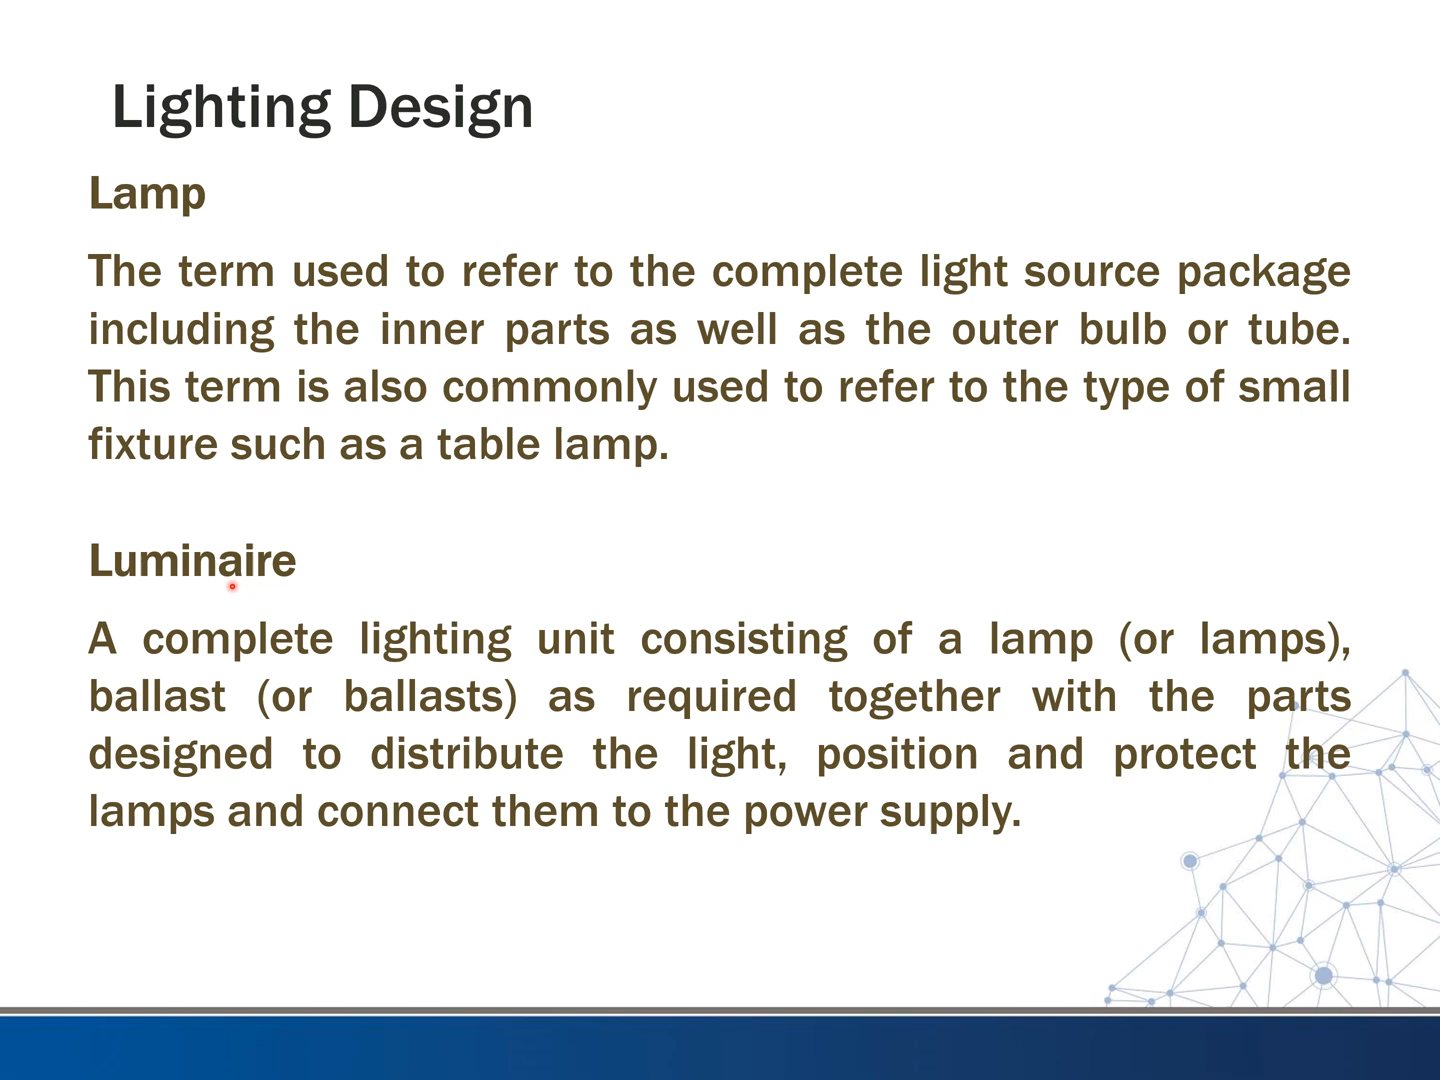 Lighting Design
Lamp
The term used to refer to the complete light source package
including the inner parts as well as the outer bulb or tube.
This term is also commonly used to refer to the type of small
fixture such as a table lamp.
Luminaire
A complete lighting unit consisting of a lamp (or lamps),
ballast (or ballasts) as required together with the parts
designed to distribute the light, position and protect the
lamps and connect them to the power supply.